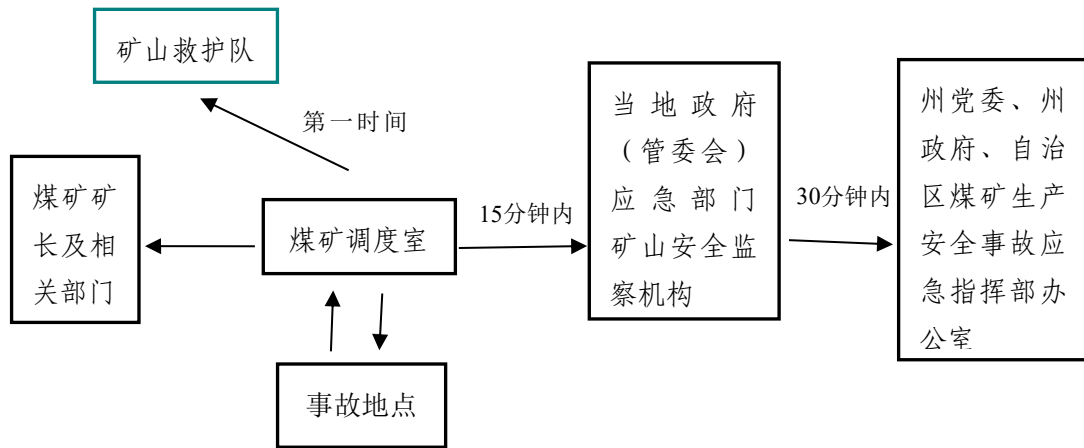 矿山救护队
第一时间
煤矿矿
长及相
关部门
煤矿调度室
15分钟内
当地政府
（管委会）
应急部门
矿山安全监
察机构
30分钟内
州党委、州
政府、自治
区煤矿生产
安全事故应
急指挥部办
公室
事故地点